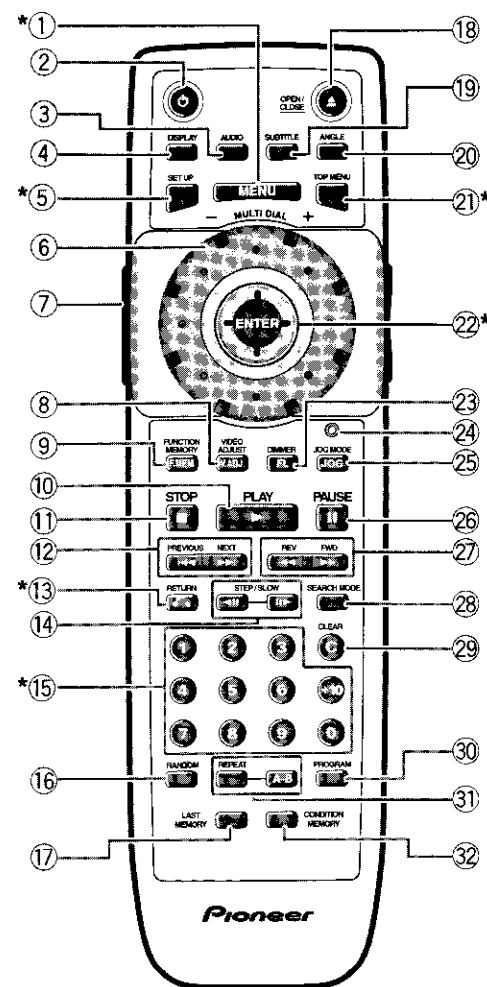 *① ⑱
② ⑲
③ OPEN/CLOSE
DISPLAY AUDIO SUBTITLE ANGLE
④ ⑳
SET UP MENU TOP MENU
*⑤ ㉑*
– MULTI DIAL +
⑥
⑦
ENTER ㉒*
⑧ ㉓
㉔
FUNCTION MEMORY VIDEO ADJUST DIMMER JOG MODE
⑨ V.ADJ FL JOG ㉕
⑩
STOP PLAY PAUSE
⑪ ㉖
PREVIOUS NEXT REV FWD
⑫ ㉗
RETURN STEP/SLOW SEARCH MODE
*⑬ ㉘
⑭ CLEAR
1 2 3 C ㉙
*⑮ 4 5 6 +10
7 8 9 0
RANDOM REPEAT PROGRAM ㉚
⑯ A-B ㉛
LAST MEMORY CONDITION MEMORY
⑰ ㉜
Pioneer